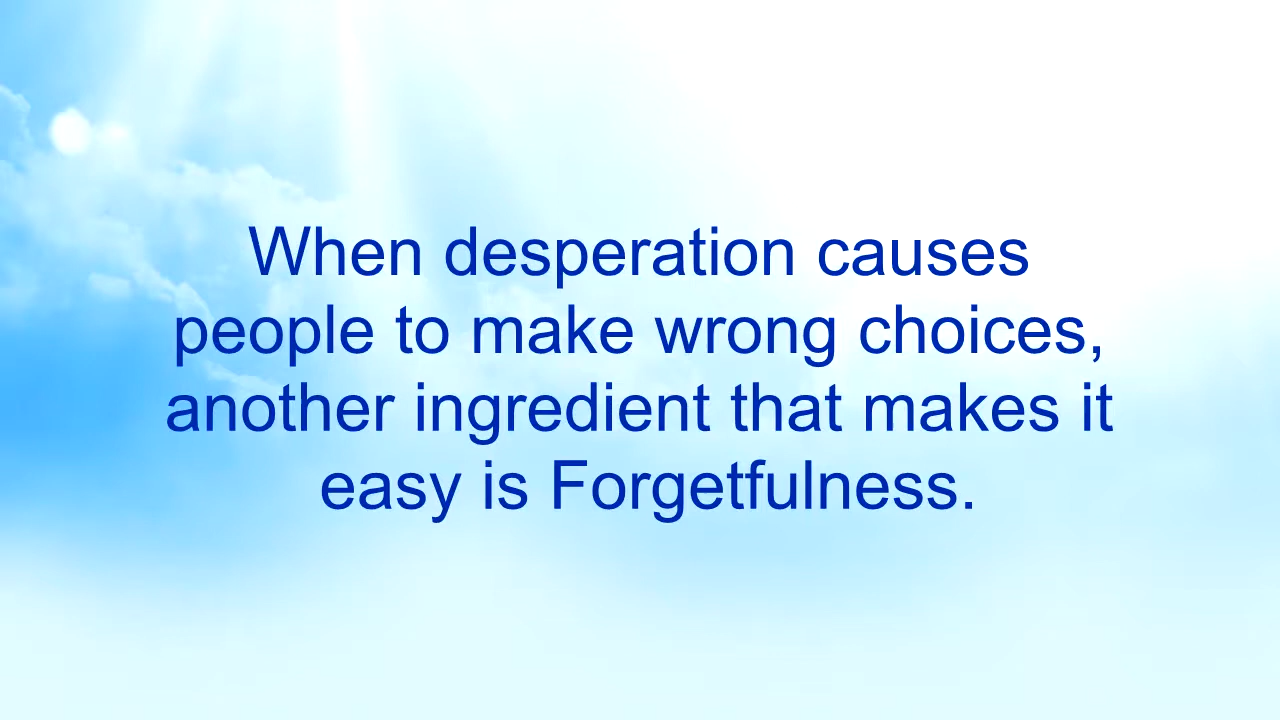 When desperation causes
people to make wrong choices,
another ingredient that makes it
easy is Forgetfulness.